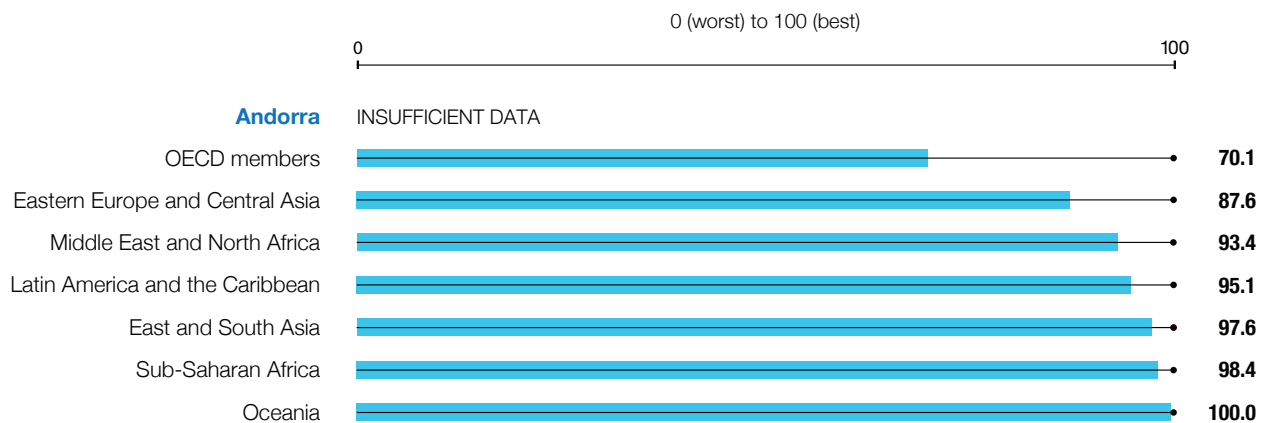 0 (worst) to 100 (best)
0 100
Andorra INSUFFICIENT DATA
OECD members 70.1
Eastern Europe and Central Asia 87.6
Middle East and North Africa 93.4
Latin America and the Caribbean 95.1
East and South Asia 97.6
Sub-Saharan Africa 98.4
Oceania 100.0